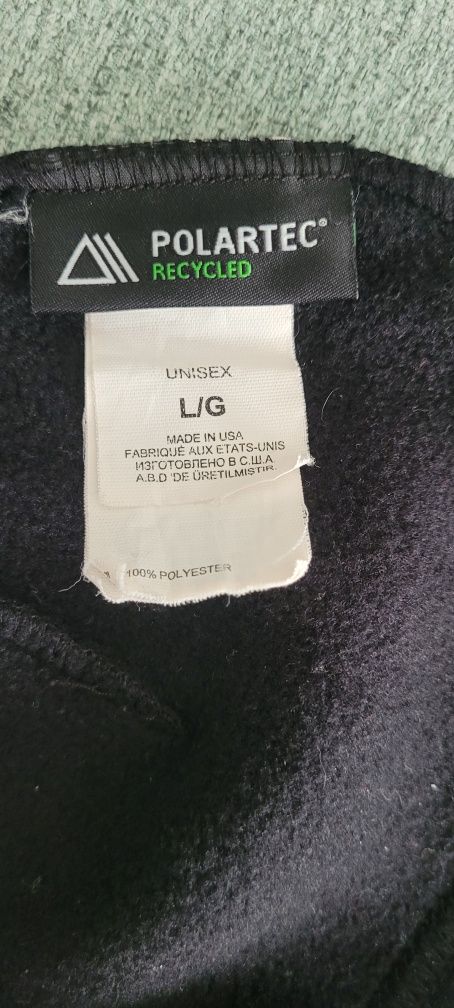 POLARTEC®
RECYCLED
UNISEX
L/G
MADE IN USA
FABRIQUÉ AUX ETATS-UNIS
ИЗГОТОВЛЕНО В С.Ш.А
A.B.D 'DE ÜRETILMISTIR.
100% POLYESTER